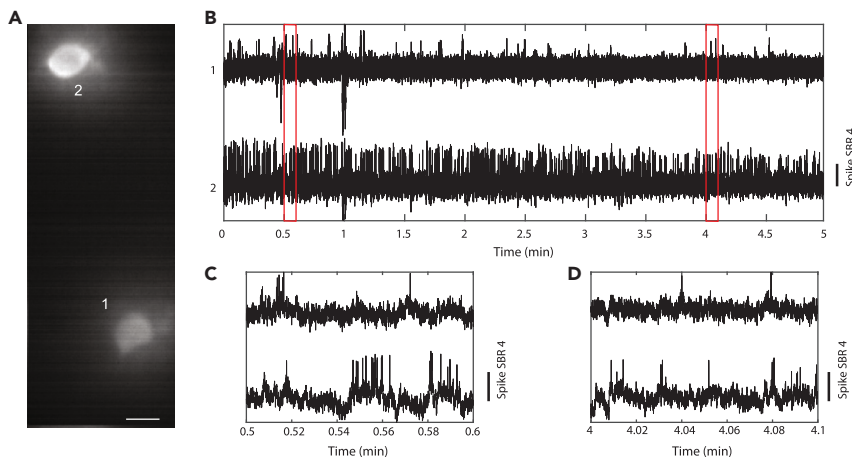 A
2
1
B
1
2
0 0.5 1 1.5 2 2.5 3 3.5 4 4.5 5
Time (min)
Spike SBR 4
C
0.5 0.52 0.54 0.56 0.58 0.6
Time (min)
Spike SBR 4
D
4 4.02 4.04 4.06 4.08 4.1
Time (min)
Spike SBR 4